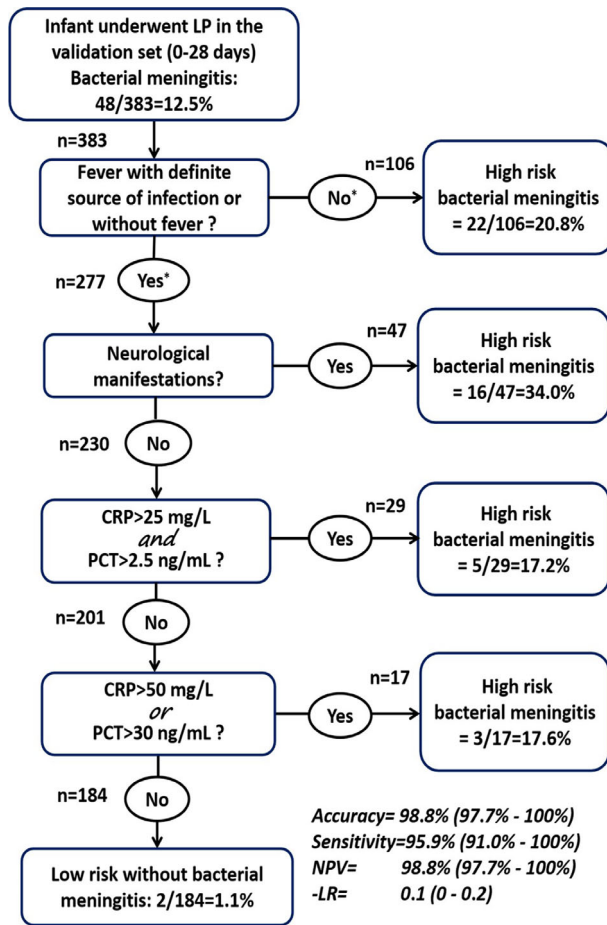 Infant underwent LP in the
validation set (0-28 days)
Bacterial meningitis:
48/383=12.5%
n=383
Fever with definite
source of infection or
without fever ?
No*
n=106
High risk
bacterial meningitis
= 22/106=20.8%
n=277
Yes*
Neurological
manifestations?
Yes
n=47
High risk
bacterial meningitis
= 16/47=34.0%
n=230
No
CRP>25 mg/L
and
PCT>2.5 ng/mL ?
Yes
n=29
High risk
bacterial meningitis
= 5/29=17.2%
n=201
No
CRP>50 mg/L
or
PCT>30 ng/mL ?
Yes
n=17
High risk
bacterial meningitis
= 3/17=17.6%
n=184
No
Low risk without bacterial
meningitis: 2/184=1.1%
Accuracy= 98.8% (97.7% - 100%)
Sensitivity=95.9% (91.0% - 100%)
NPV= 98.8% (97.7% - 100%)
-LR= 0.1 (0 - 0.2)